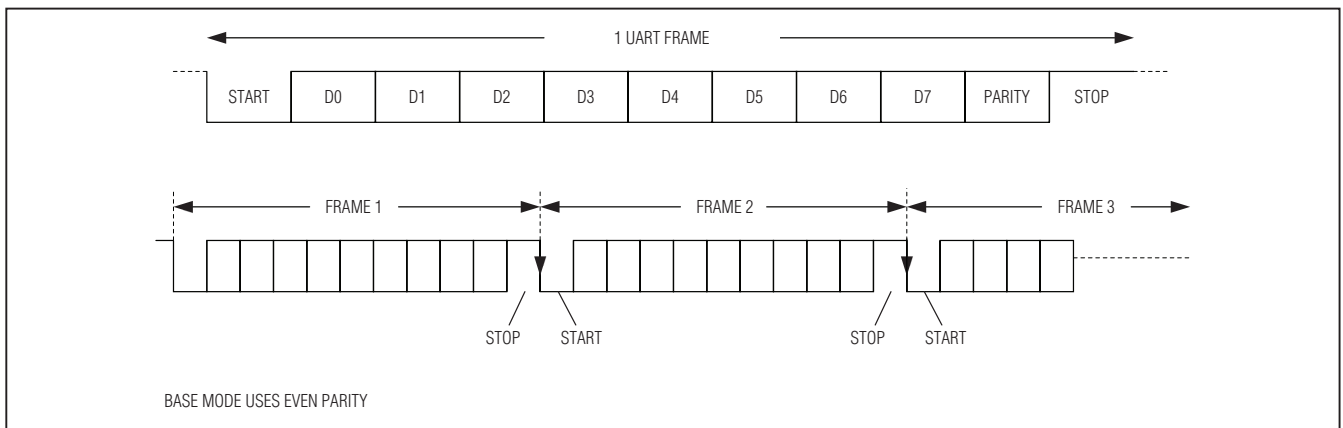 1 UART FRAME
START D0 D1 D2 D3 D4 D5 D6 D7 PARITY STOP
FRAME 1 FRAME 2 FRAME 3
STOP START STOP START
BASE MODE USES EVEN PARITY